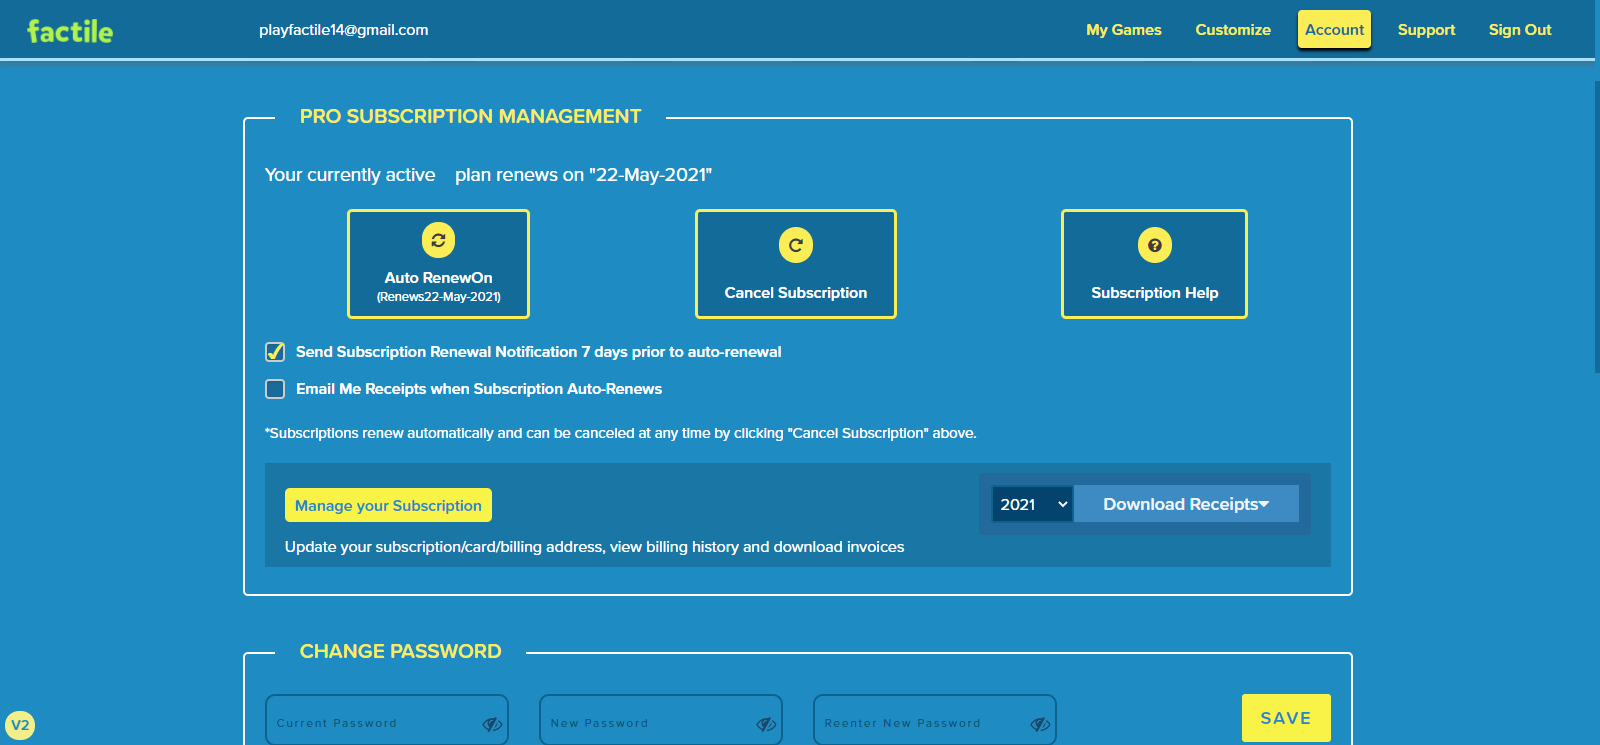 factile playfactile14@gmail.com My Games Customize Account Support Sign Out
PRO SUBSCRIPTION MANAGEMENT
Your currently active plan renews on "22-May-2021"
Auto RenewOn
(Renews22-May-2021)
Cancel Subscription
Subscription Help
Send Subscription Renewal Notification 7 days prior to auto-renewal
Email Me Receipts when Subscription Auto-Renews
*Subscriptions renew automatically and can be canceled at any time by clicking "Cancel Subscription" above.
Manage your Subscription
2021 Download Receipts
Update your subscription/card/billing address, view billing history and download invoices
CHANGE PASSWORD
Current Password New Password Reenter New Password SAVE
V2